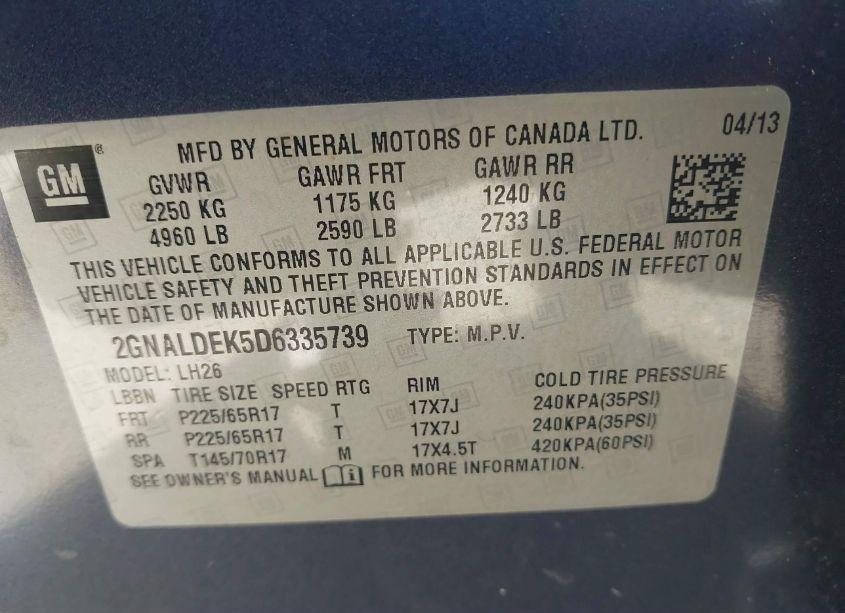 GM®
MFD BY GENERAL MOTORS OF CANADA LTD. 04/13
GVWR GAWR FRT GAWR RR
2250 KG 1175 KG 1240 KG
4960 LB 2590 LB 2733 LB
THIS VEHICLE CONFORMS TO ALL APPLICABLE U.S. FEDERAL MOTOR
VEHICLE SAFETY AND THEFT PREVENTION STANDARDS IN EFFECT ON
THE DATE OF MANUFACTURE SHOWN ABOVE.
2GNALDEK5D6335739 TYPE: M.P.V.
MODEL: LH26
LBBN TIRE SIZE SPEED RTG RIM COLD TIRE PRESSURE
FRT P225/65R17 T 17X7J 240KPA(35PSI)
RR P225/65R17 T 17X7J 240KPA(35PSI)
SPA T145/70R17 M 17X4.5T 420KPA(60PSI)
SEE OWNER'S MANUAL i FOR MORE INFORMATION.